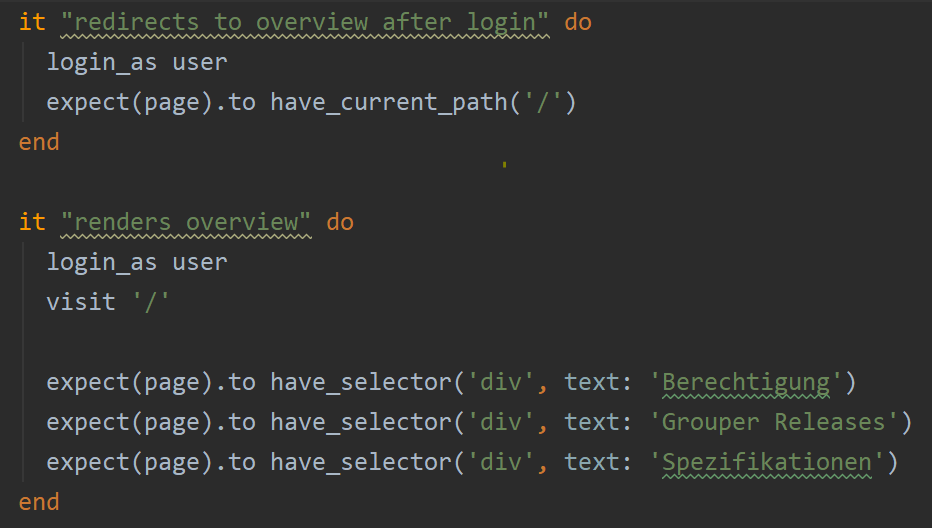 it "redirects to overview after login" do
  login_as user
  expect(page).to have_current_path('/')
end
it "renders overview" do
  login_as user
  visit '/'
  expect(page).to have_selector('div', text: 'Berechtigung')
  expect(page).to have_selector('div', text: 'Grouper Releases')
  expect(page).to have_selector('div', text: 'Spezifikationen')
end